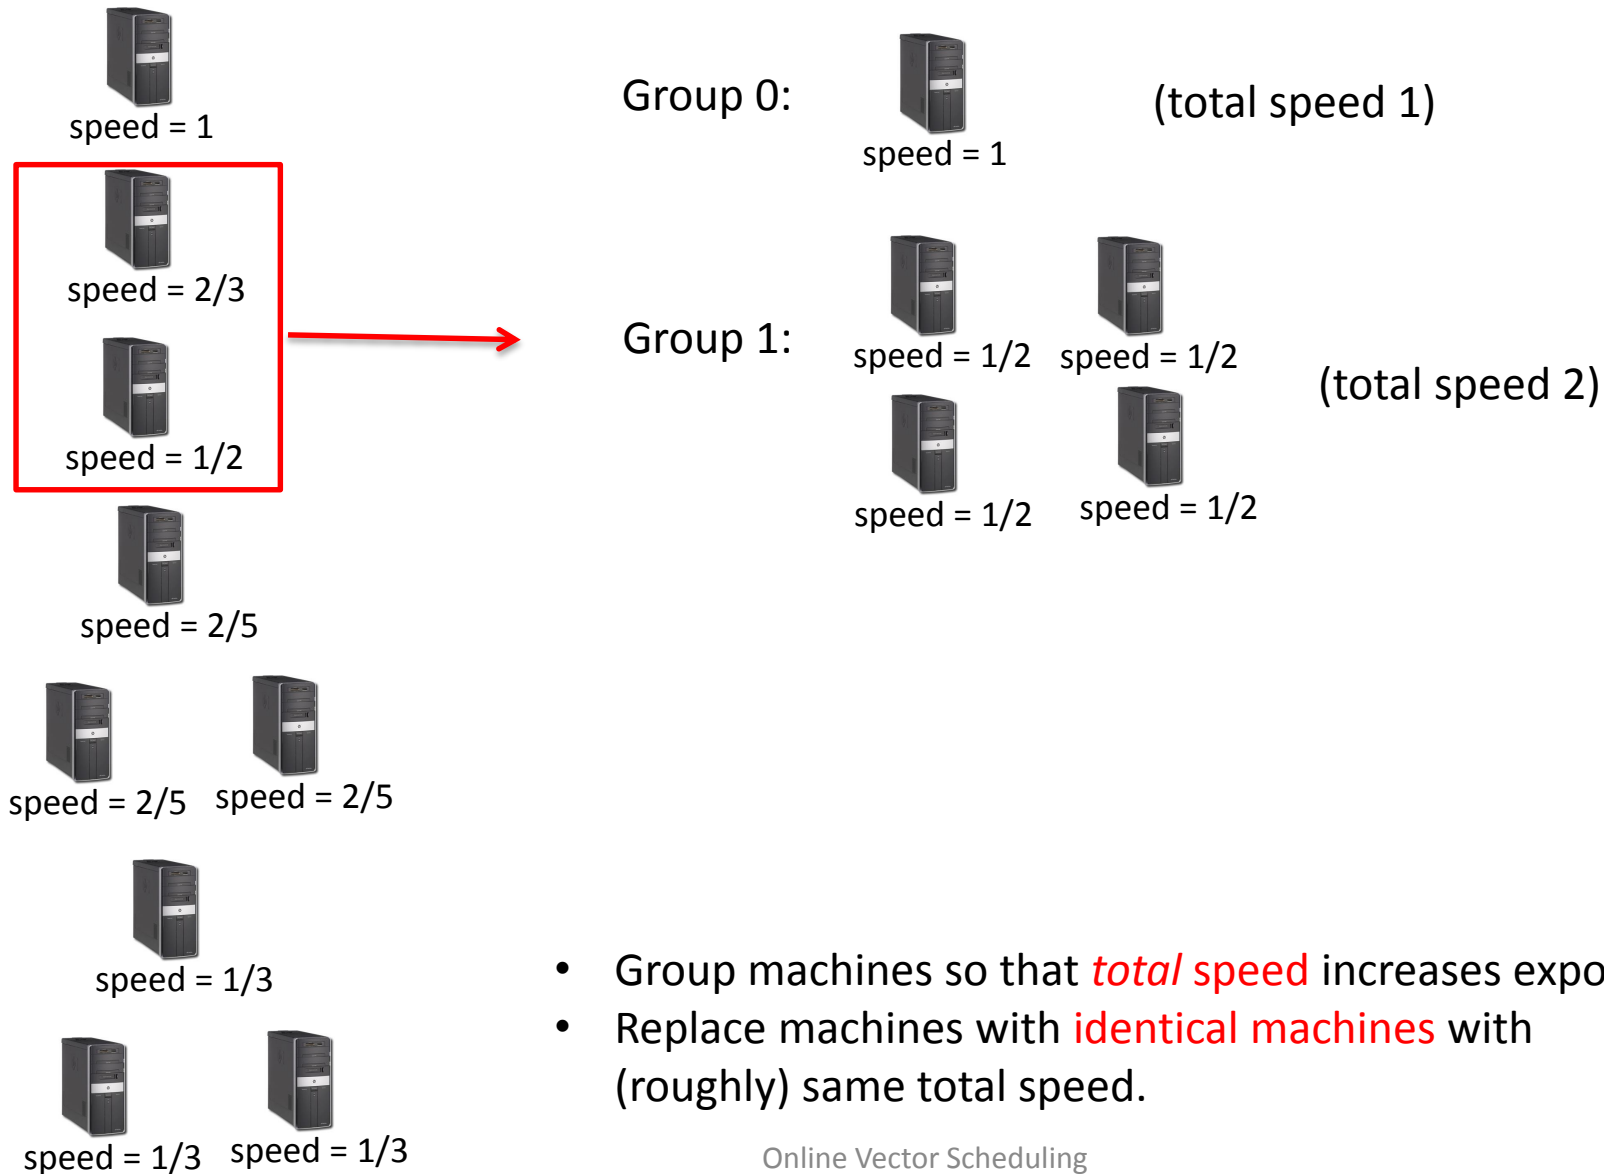 speed = 1
speed = 2/3
speed = 1/2
speed = 2/5
speed = 2/5 speed = 2/5
speed = 1/3
speed = 1/3 speed = 1/3
Group 0:
speed = 1
(total speed 1)
Group 1:
speed = 1/2 speed = 1/2
speed = 1/2 speed = 1/2
(total speed 2)
• Group machines so that total speed increases expo
• Replace machines with identical machines with
(roughly) same total speed.
Online Vector Scheduling